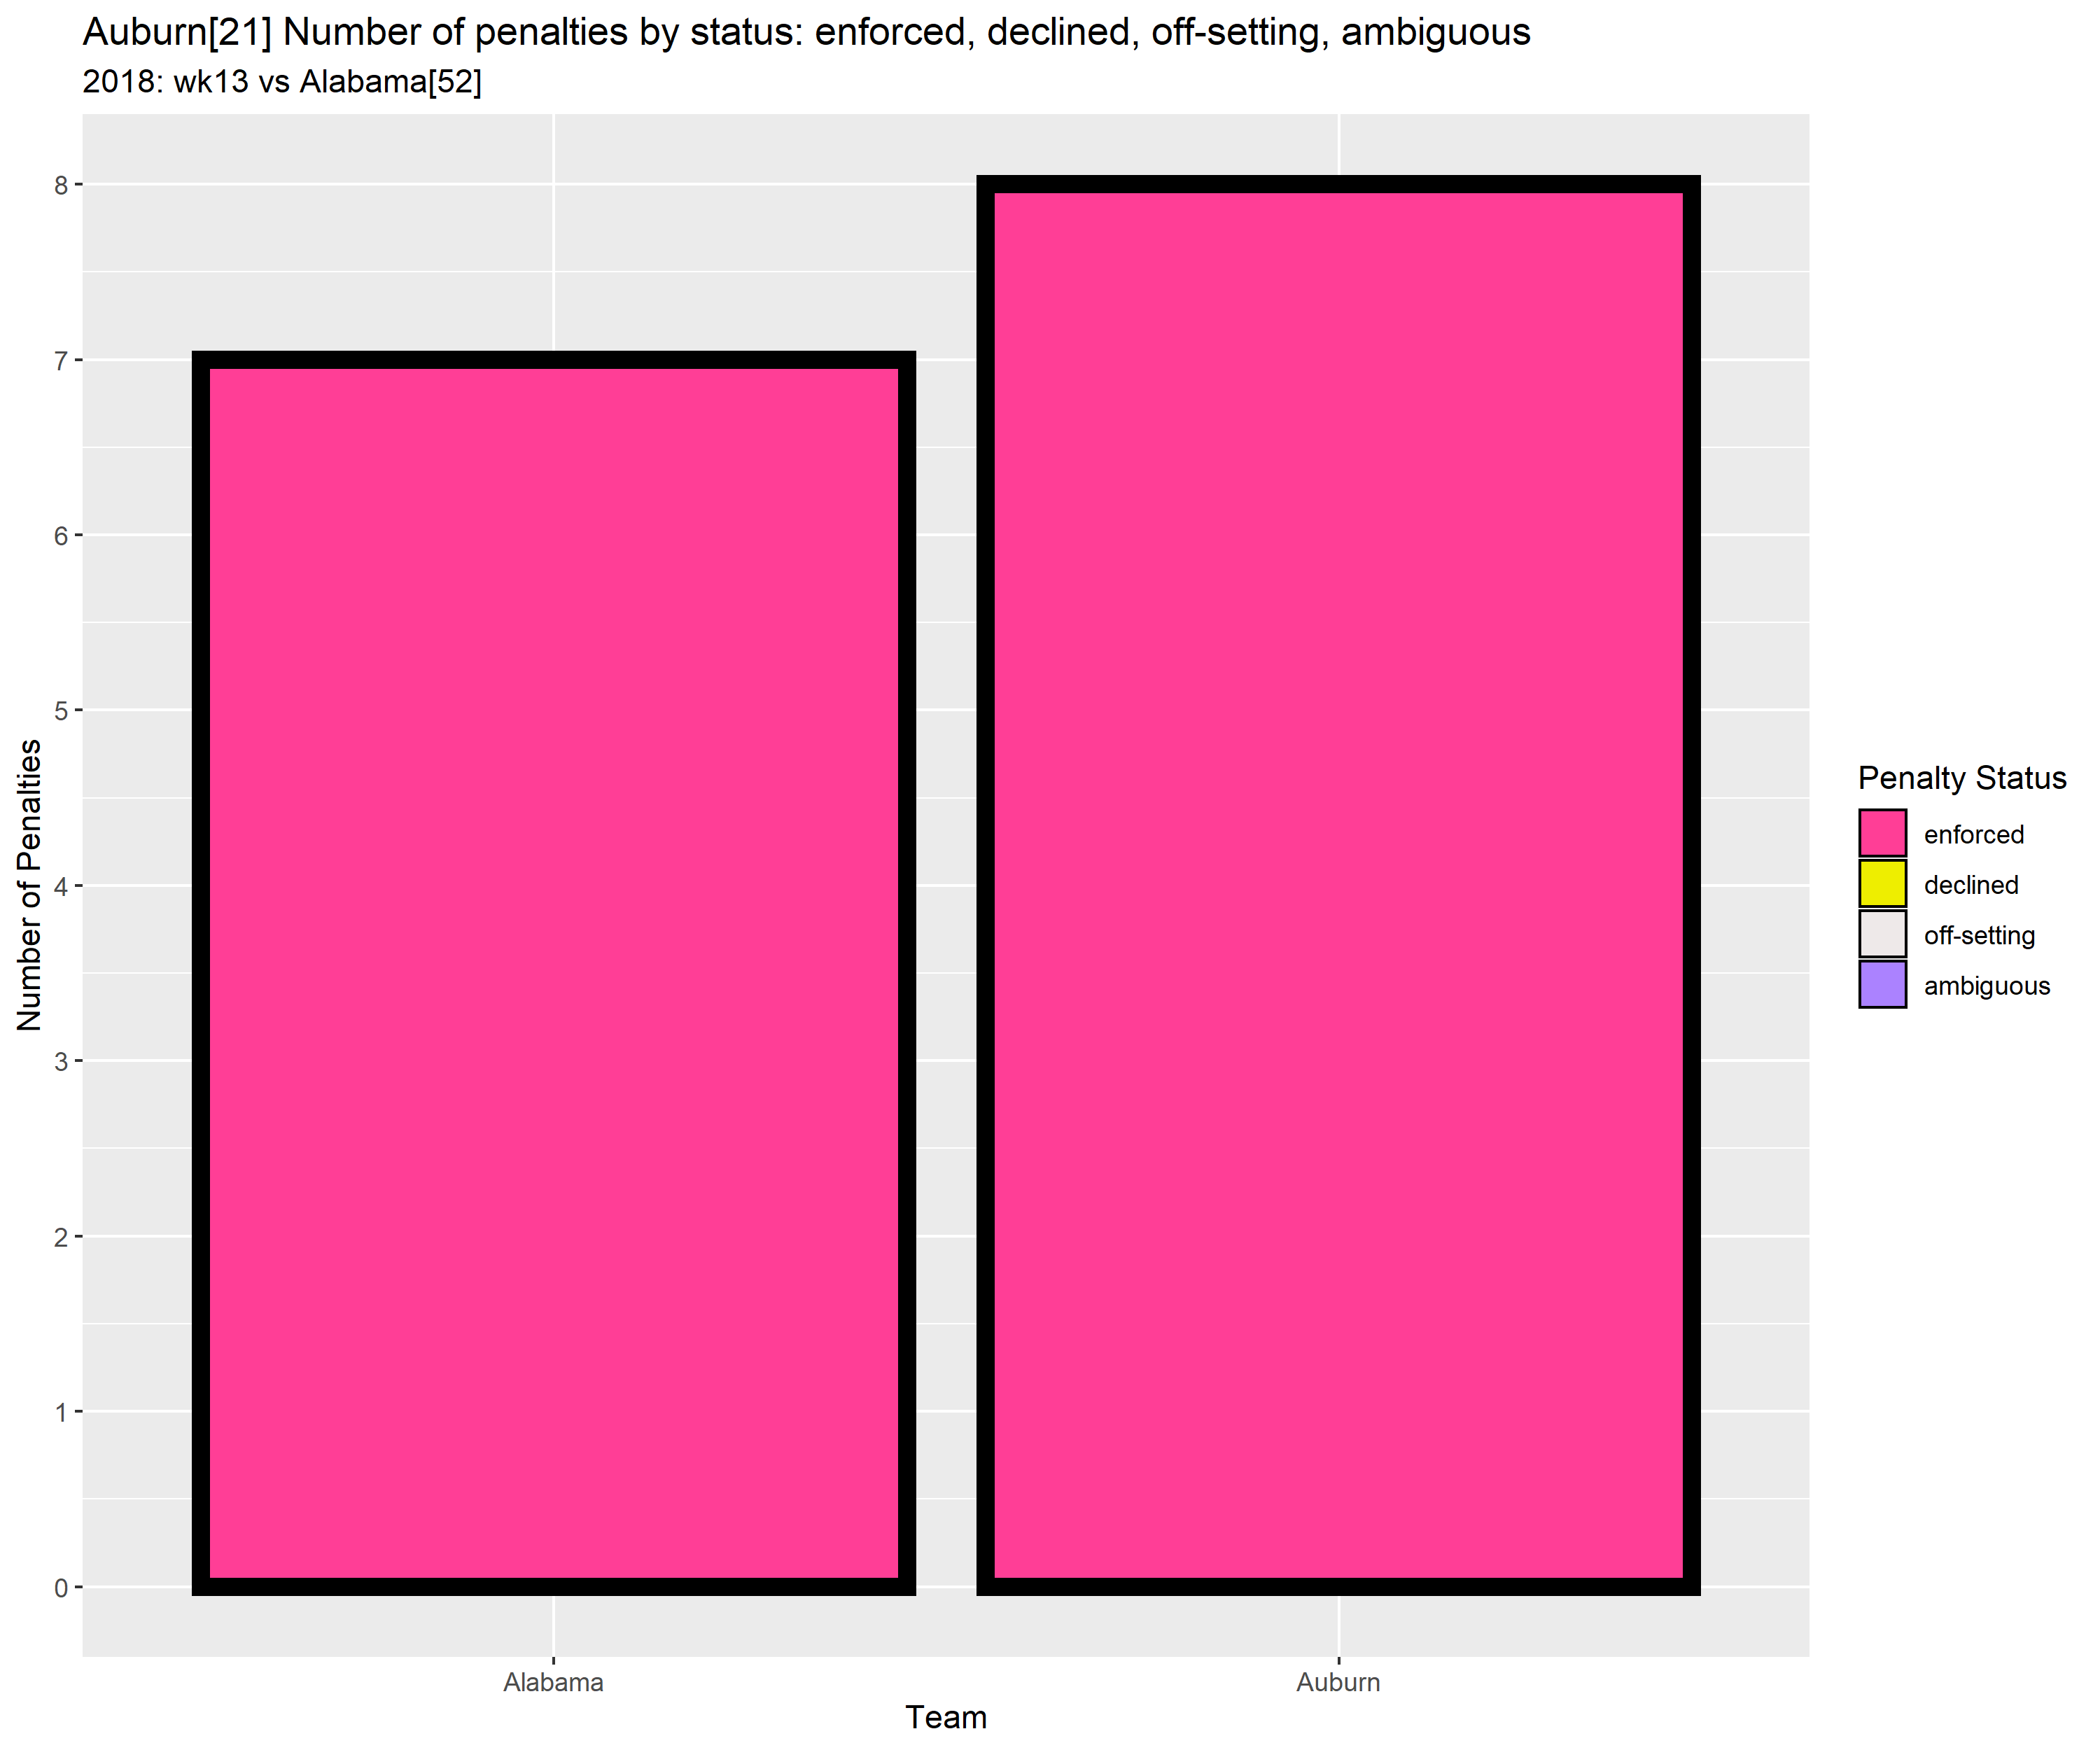 Auburn[21] Number of penalties by status: enforced, declined, off-setting, ambiguous
2018: wk13 vs Alabama[52]
Number of Penalties
8
7
6
5
4
3
2
1
0
Alabama
Auburn
Team
Penalty Status
enforced
declined
off-setting
ambiguous